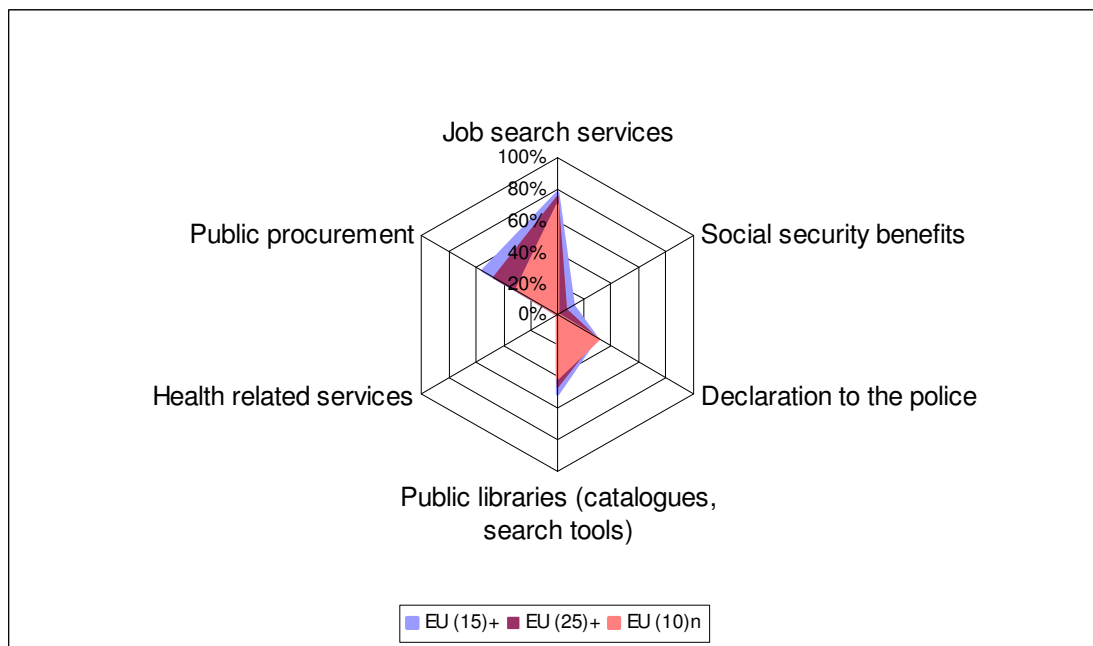 Job search services
100%
80%
60%
40%
20%
0%
Public procurement
Social security benefits
Health related services
Declaration to the police
Public libraries (catalogues,
search tools)
EU (15)+ EU (25)+ EU (10)n